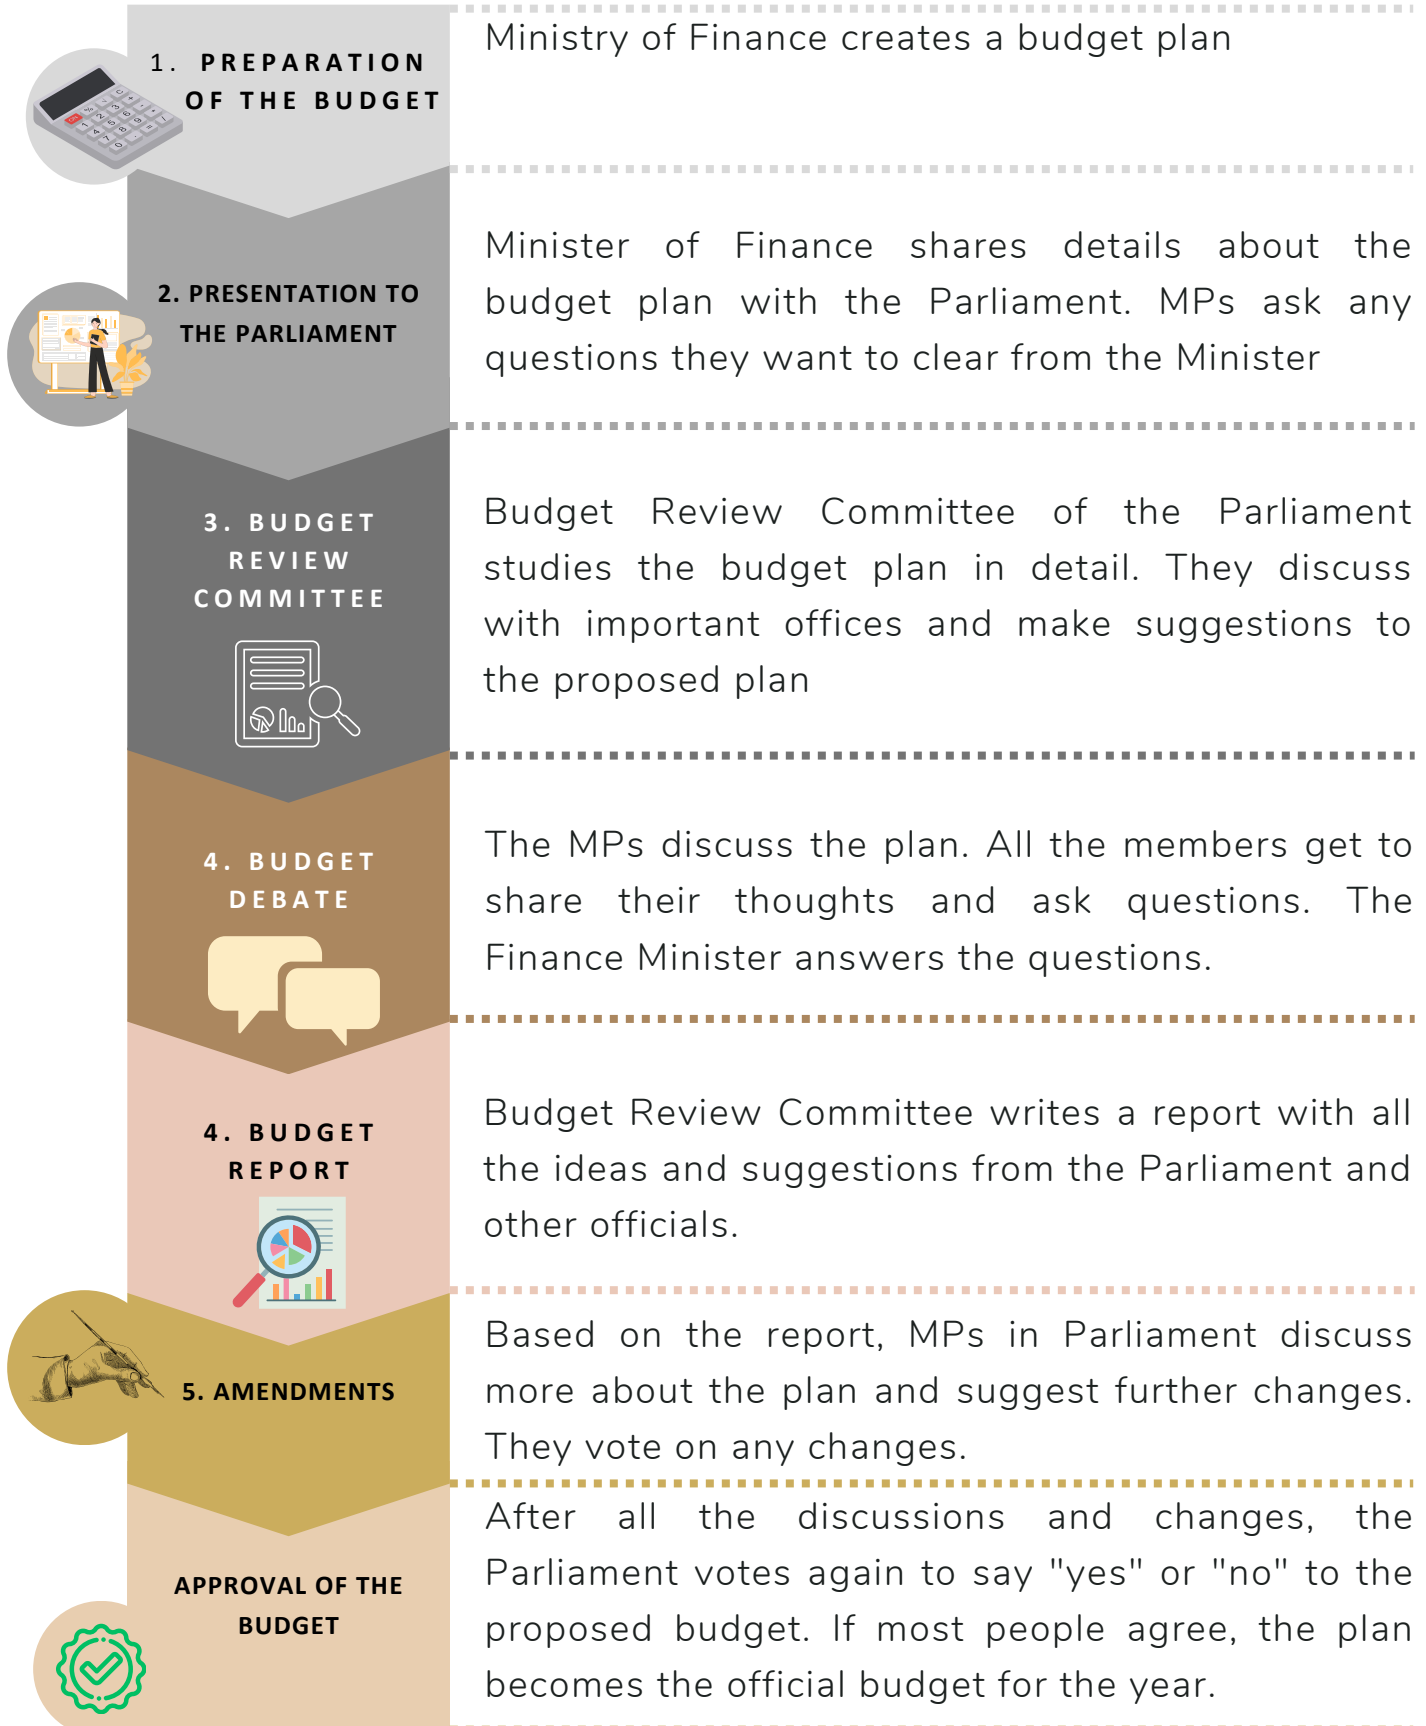 1. PREPARATION
OF THE BUDGET
Ministry of Finance creates a budget plan
2. PRESENTATION TO
THE PARLIAMENT
Minister of Finance shares details about the
budget plan with the Parliament. MPs ask any
questions they want to clear from the Minister
3. BUDGET
REVIEW
COMMITTEE
Budget Review Committee of the Parliament
studies the budget plan in detail. They discuss
with important offices and make suggestions to
the proposed plan
4. BUDGET
DEBATE
The MPs discuss the plan. All the members get to
share their thoughts and ask questions. The
Finance Minister answers the questions.
4. BUDGET
REPORT
Budget Review Committee writes a report with all
the ideas and suggestions from the Parliament and
other officials.
5. AMENDMENTS
Based on the report, MPs in Parliament discuss
more about the plan and suggest further changes.
They vote on any changes.
APPROVAL OF THE
BUDGET
After all the discussions and changes, the
Parliament votes again to say "yes" or "no" to the
proposed budget. If most people agree, the plan
becomes the official budget for the year.